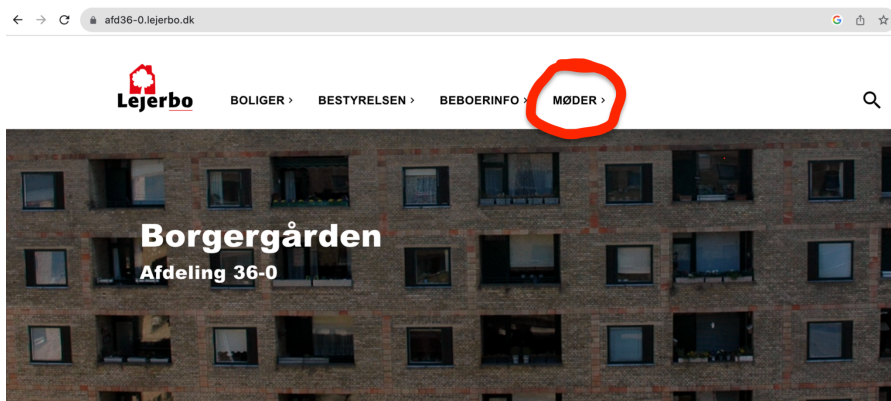 afd36-0.lejerbo.dk
Lejerbo
BOLIGER >
BESTYRELSEN >
BEBOERINFO >
MØDER >
Borgergården
Afdeling 36-0